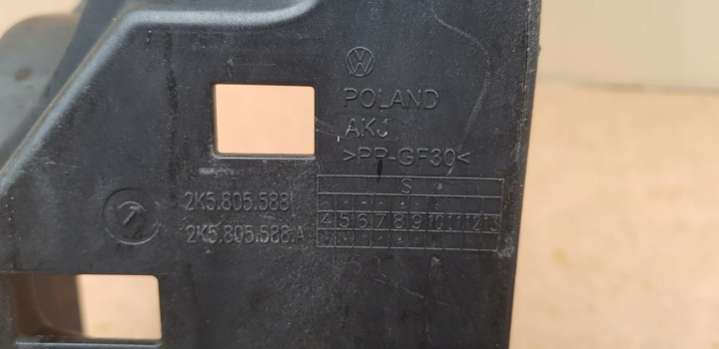 POLAND
AKJ
>PP-GF30<
S
2K5.805.588
4 5 6 7 8 9 10 11 12 13
2K5.805.588.A